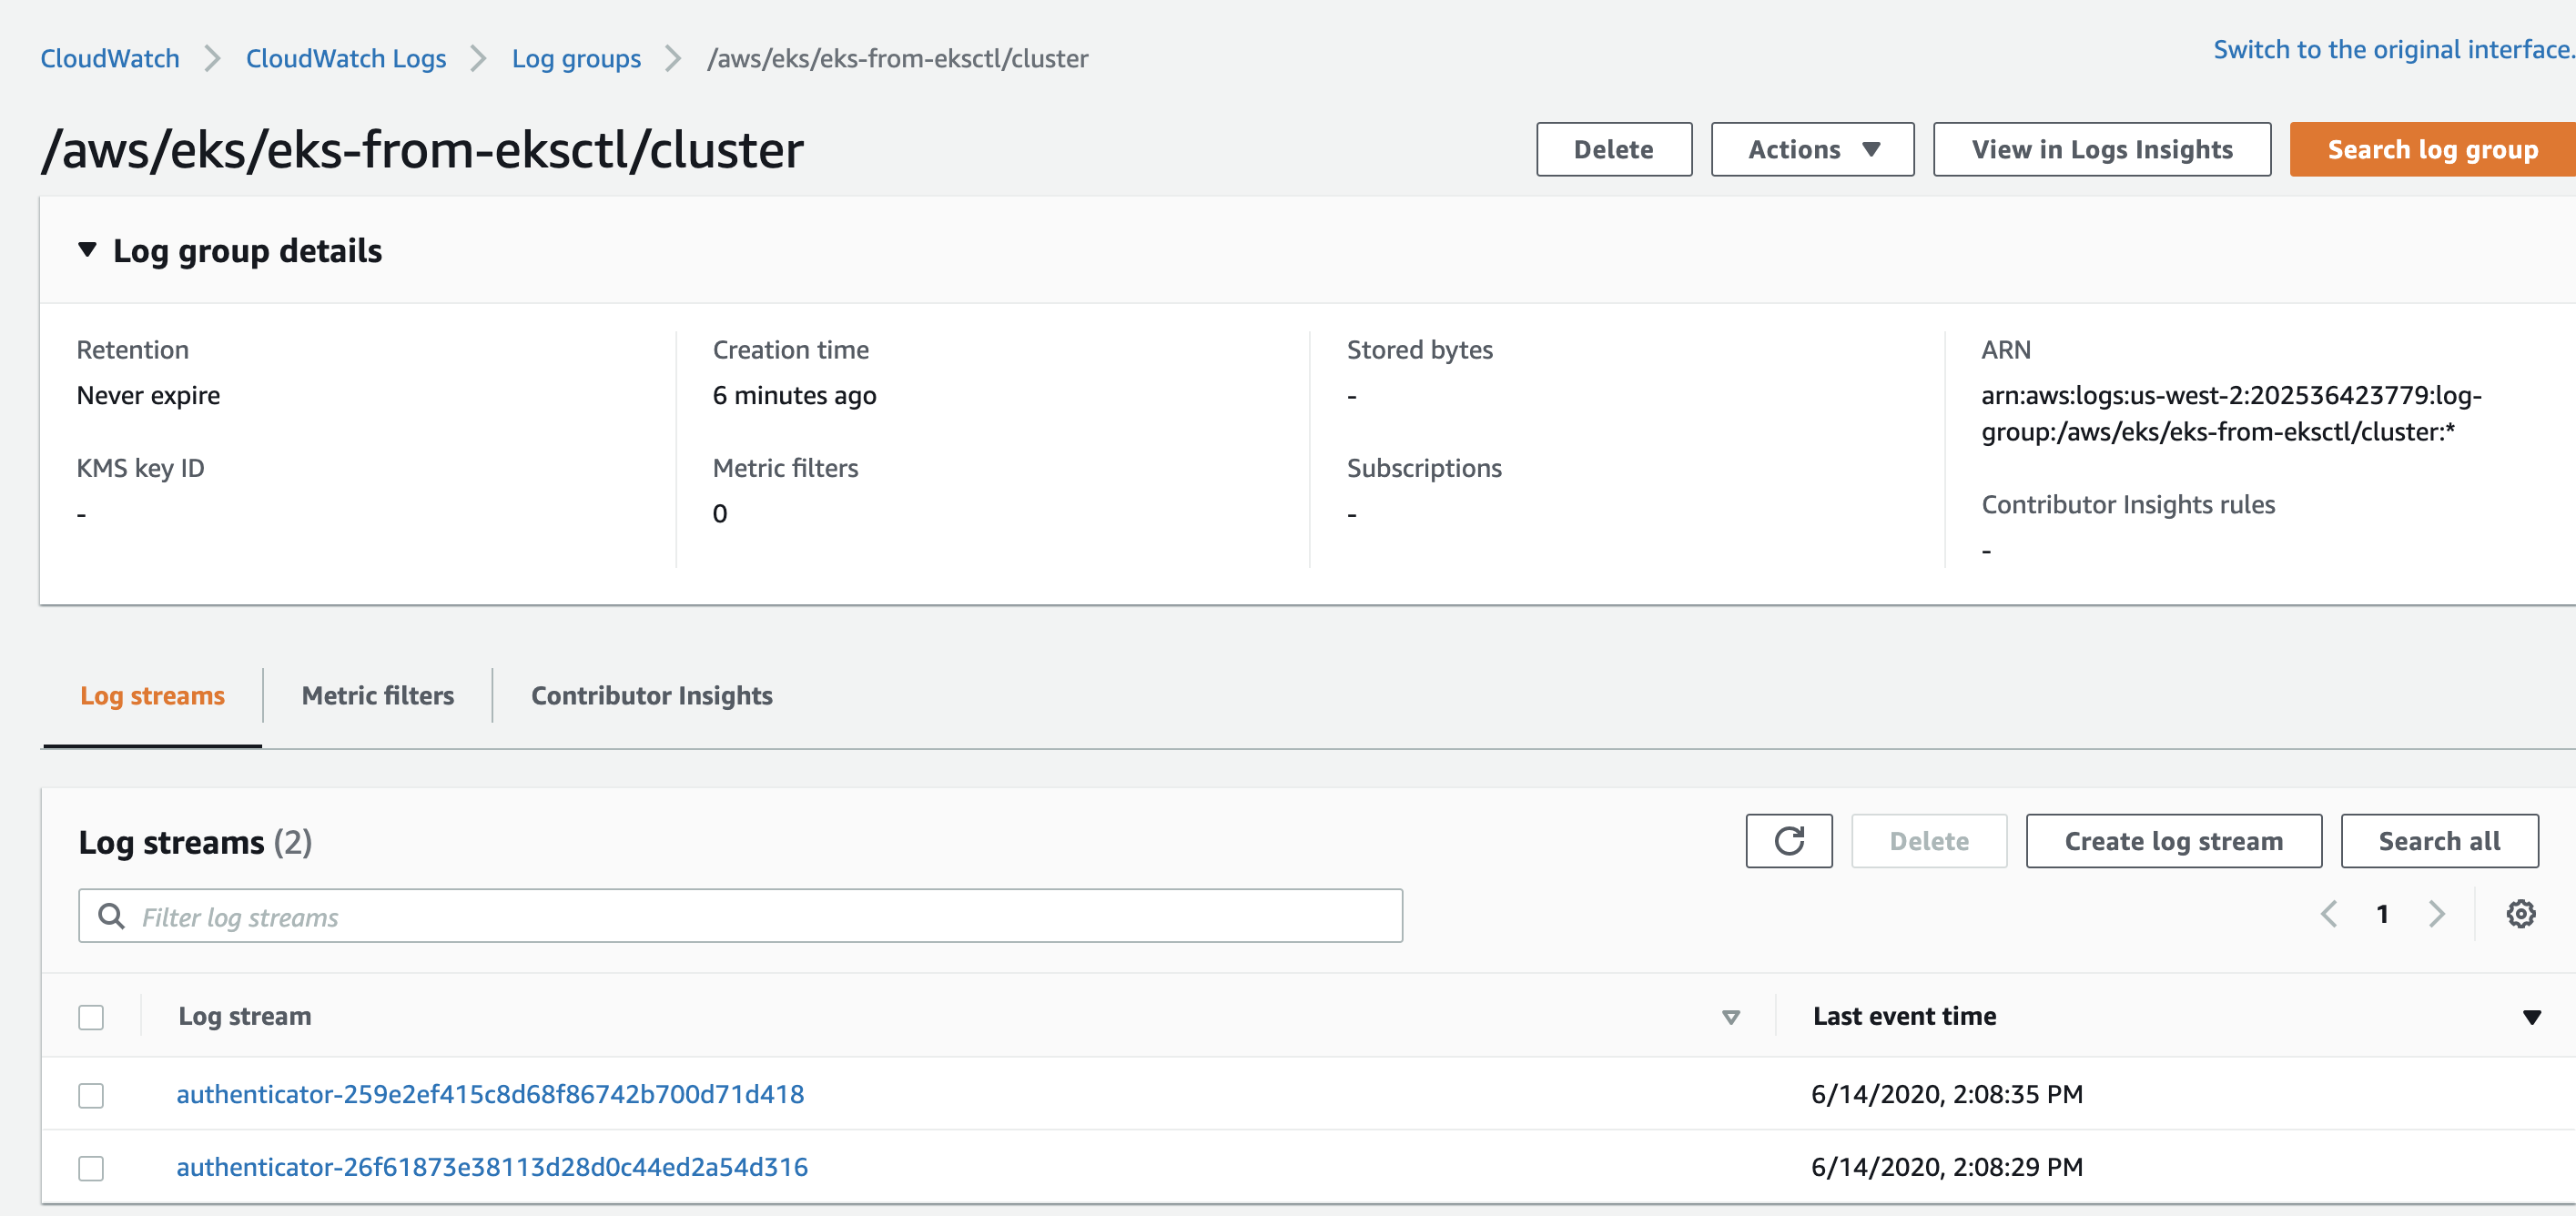 CloudWatch CloudWatch Logs Log groups /aws/eks/eks-from-eksctl/cluster
Switch to the original interface.
/aws/eks/eks-from-eksctl/cluster
Delete Actions View in Logs Insights Search log group
Log group details
Retention
Never expire
KMS key ID
-
Creation time
6 minutes ago
Metric filters
0
Stored bytes
-
Subscriptions
-
ARN
arn:aws:logs:us-west-2:202536423779:log-
group:/aws/eks/eks-from-eksctl/cluster:*
Contributor Insights rules
-
Log streams Metric filters Contributor Insights
Log streams (2)
Delete Create log stream Search all
Filter log streams
1
Log stream Last event time
authenticator-259e2ef415c8d68f86742b700d71d418 6/14/2020, 2:08:35 PM
authenticator-26f61873e38113d28d0c44ed2a54d316 6/14/2020, 2:08:29 PM